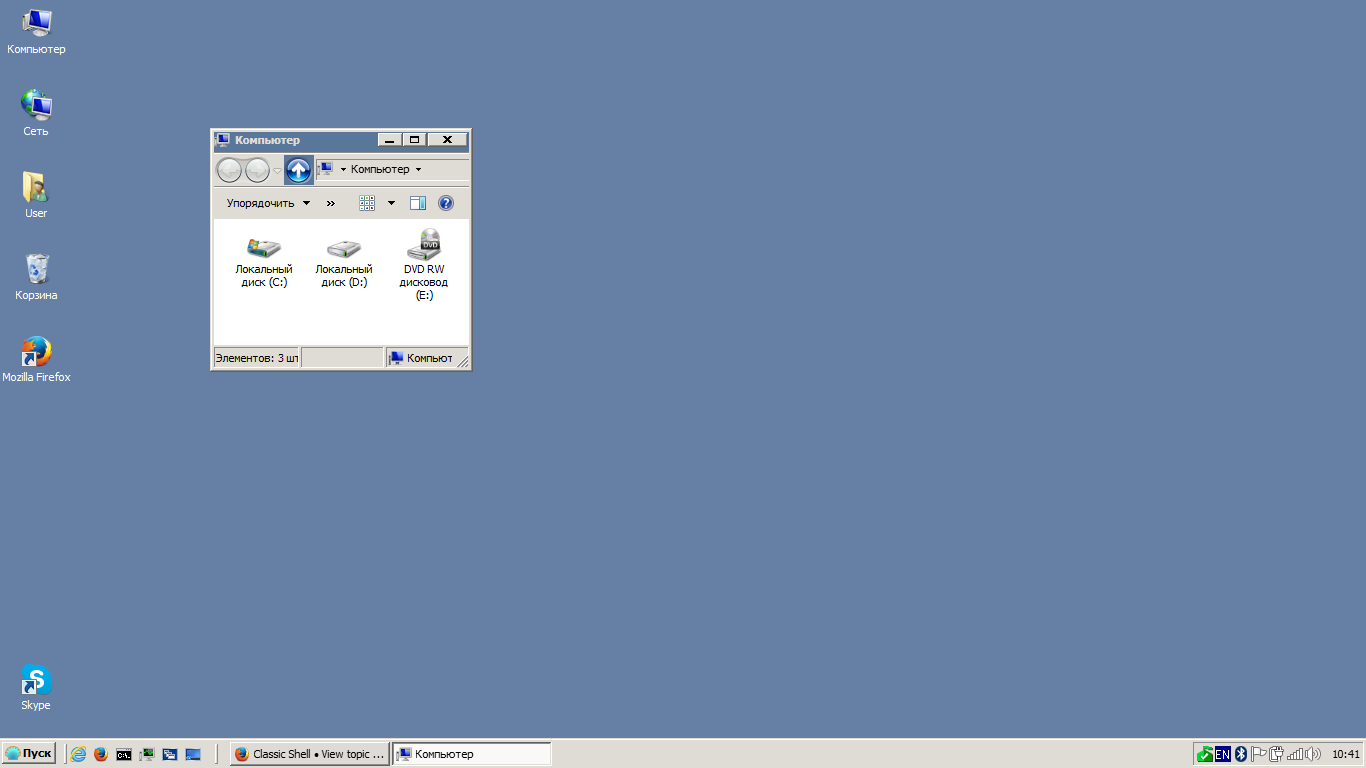 Компьютер
Сеть
User
Корзина
Mozilla Firefox
Skype
Компьютер
Компьютер
Упорядочить »
Локальный
диск (C:)
Локальный
диск (D:)
DVD
DVD RW
дисковод
(E:)
Элементов: 3 шт
Компьют
Пуск
C:\
Classic Shell • View topic ...
Компьютер
EN
10:41